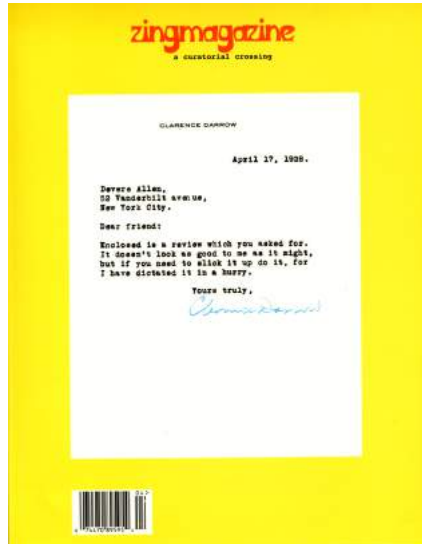 zingmagazine
a curatorial crossing
CLARENCE DARROW
April 17, 1928.
Devere Allen,
52 Vanderbilt avenue,
New York City.
Dear friend:
Enclosed is a review which you asked for.
It doesn't look as good to me as it might,
but if you need to slick it up do it, for
I have dictated it in a hurry.
Yours truly,
Clarence Darrow